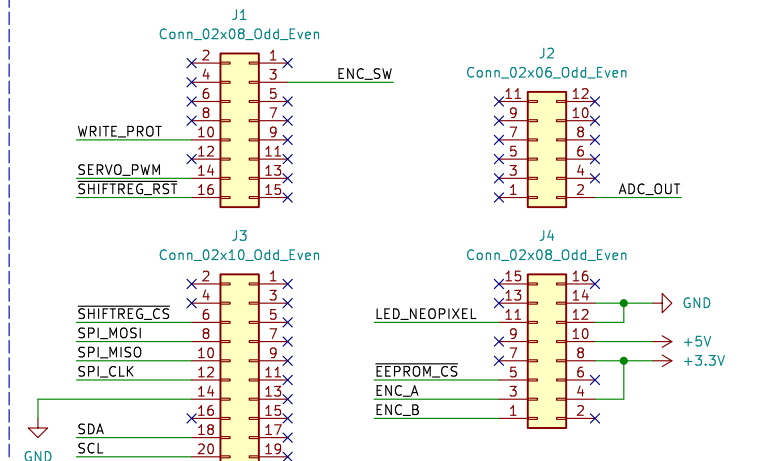 J1
Conn_02x08_Odd_Even
2 1
4 3 ENC_SW
6 5
8 7
WRITE_PROT 10 9
12 11
SERVO_PWM 14 13
SHIFTREG_RST 16 15
J2
Conn_02x06_Odd_Even
11 12
9 10
7 8
5 6
3 4
1 2 ADC_OUT
J3
Conn_02x10_Odd_Even
2 1
4 3
SHIFTREG_CS 6 5
SPI_MOSI 8 7
SPI_MISO 10 9
SPI_CLK 12 11
14 13
16 15
SDA 18 17
SCL 20 19
GND
J4
Conn_02x08_Odd_Even
15 16
13 14 GND
LED_NEOPIXEL 11 12
9 10 +5V
7 8 +3.3V
EEPROM_CS 5 6
ENC_A 3 4
ENC_B 1 2